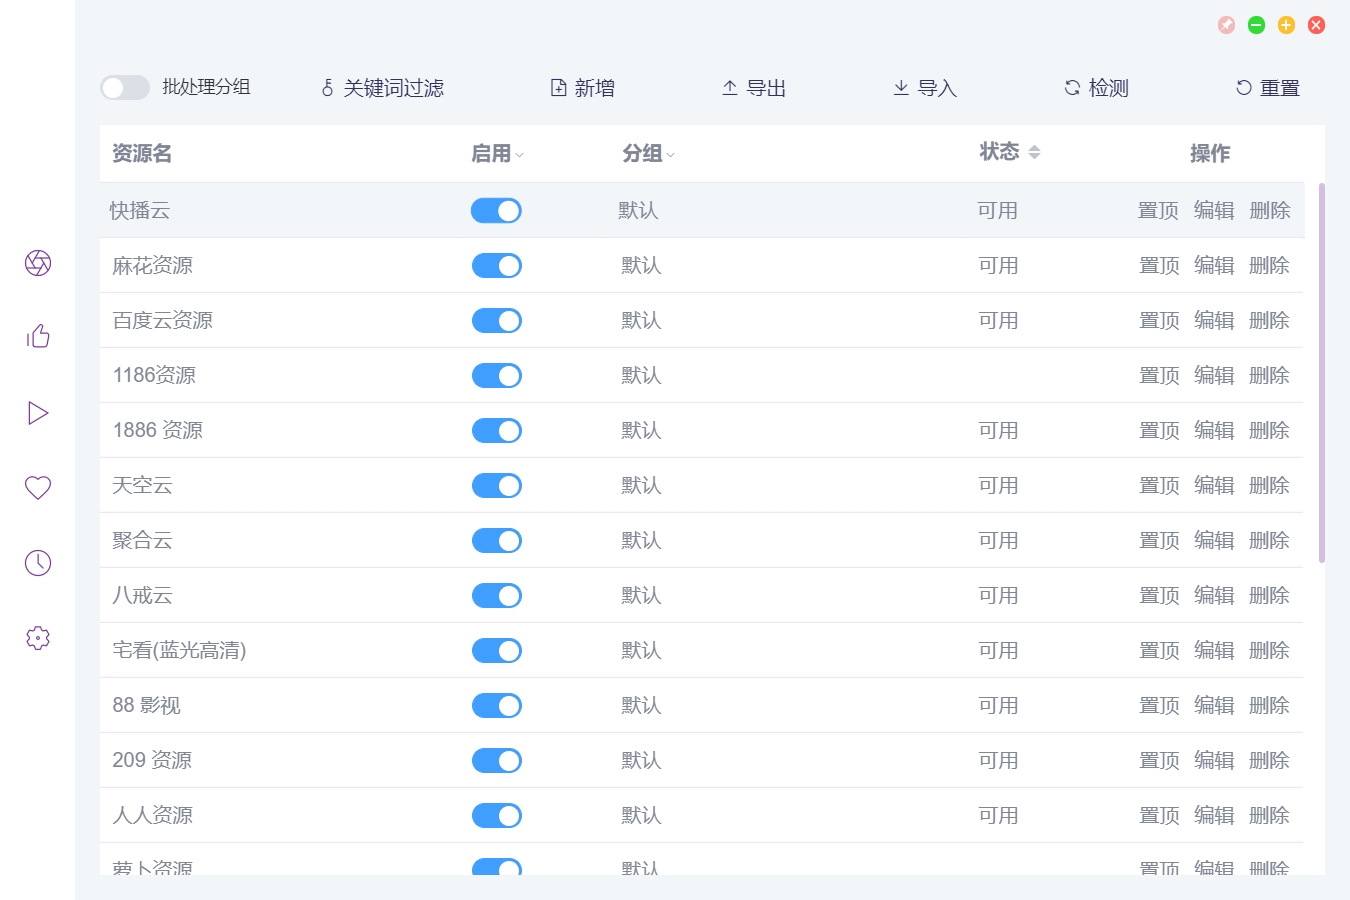 批处理分组 关键词过滤 新增 导出 导入 检测 重置
资源名 启用 分组 状态 操作
快播云 默认 可用 置顶 编辑 删除
麻花资源 默认 可用 置顶 编辑 删除
百度云资源 默认 可用 置顶 编辑 删除
1186资源 默认 置顶 编辑 删除
1886 资源 默认 可用 置顶 编辑 删除
天空云 默认 可用 置顶 编辑 删除
聚合云 默认 可用 置顶 编辑 删除
八戒云 默认 可用 置顶 编辑 删除
宅看(蓝光高清) 默认 可用 置顶 编辑 删除
88 影视 默认 可用 置顶 编辑 删除
209 资源 默认 可用 置顶 编辑 删除
人人资源 默认 可用 置顶 编辑 删除
萝卜资源 默认 可用 置顶 编辑 删除